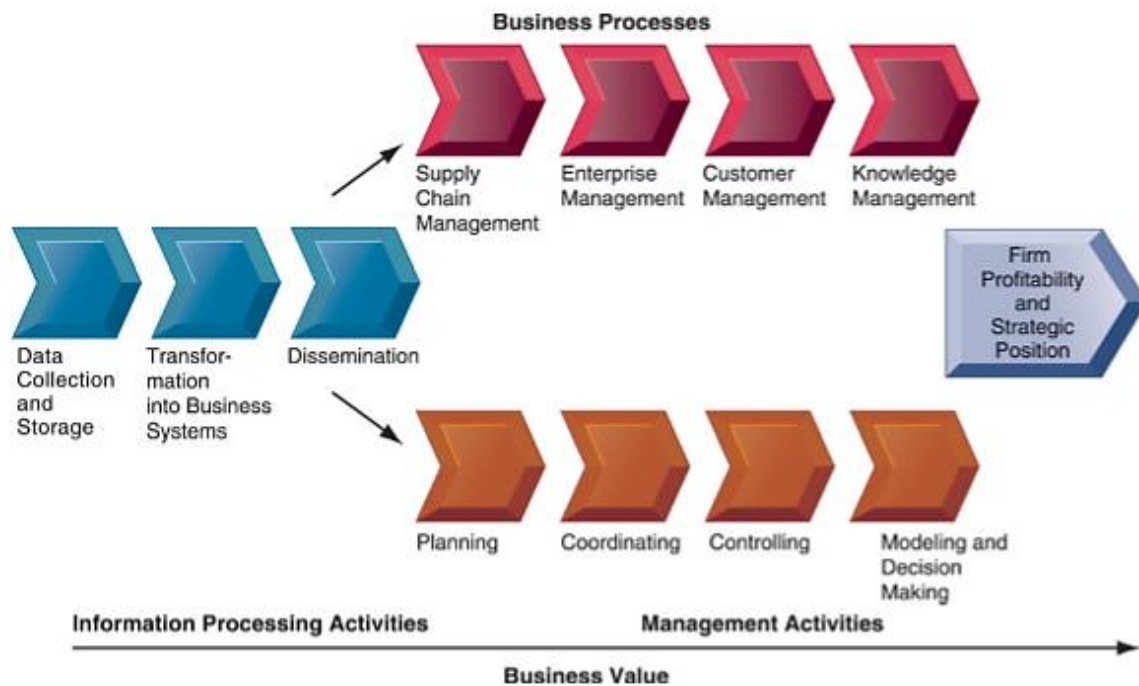 Business Processes
Supply
Chain
Management
Enterprise
Management
Customer
Management
Knowledge
Management
Data
Collection
and
Storage
Transfor-
mation
into Business
Systems
Dissemination
Firm
Profitability
and
Strategic
Position
Planning
Coordinating
Controlling
Modeling and
Decision
Making
Information Processing Activities
Management Activities
Business Value